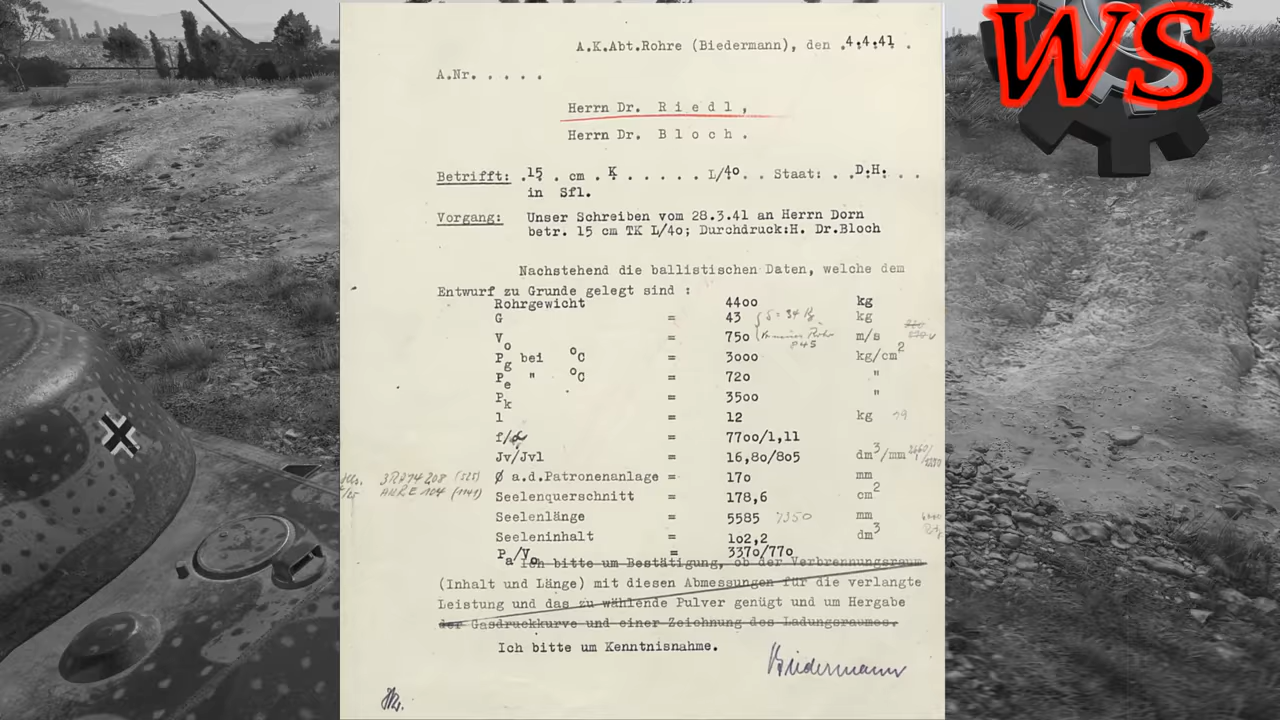 WS
A.K.Abt.Rohre (Biedermann), den .4.4.41 .
A.Nr. . . . . .
Herrn Dr. R i e d l ,
Herrn Dr. B l o c h .
Betrifft: .15 . cm . K . . . . . L/4o. . Staat: . .D.H. . .
in Sfl.
Vorgang: Unser Schreiben vom 28.3.41 an Herrn Dorn
betr. 15 cm TK L/4o; Durchdruck:H. Dr.Bloch
Nachstehend die ballistischen Daten, welche dem
Entwurf zu Grunde gelegt sind :
Rohrgewicht 44oo kg
G = 43 kg
Vo = 75o m/s
Pg bei °C = 3ooo kg/cm2
Pe " °C = 72o "
Pk = 35oo "
l = 12 kg
f/ = 77oo/1,11
Jv/Jvl = 16,8o/8o5 dm3/mm
Ø a.d.Patronenanlage = 17o mm
Seelenquerschnitt = 178,6 cm2
Seelenlänge = 5585 7350 mm
Seeleninhalt = 1o2,2 dm3
Pa/Vo = 337o/77o
Ich bitte um Bestätigung, ob der Verbrennungsraum
(Inhalt und Länge) mit diesen Abmessungen für die verlangte
Leistung und das zu wählende Pulver genügt und um Hergabe
der Gasdruckkurve und einer Zeichnung des Ladungsraumes.
Ich bitte um Kenntnisnahme.
Biedermann